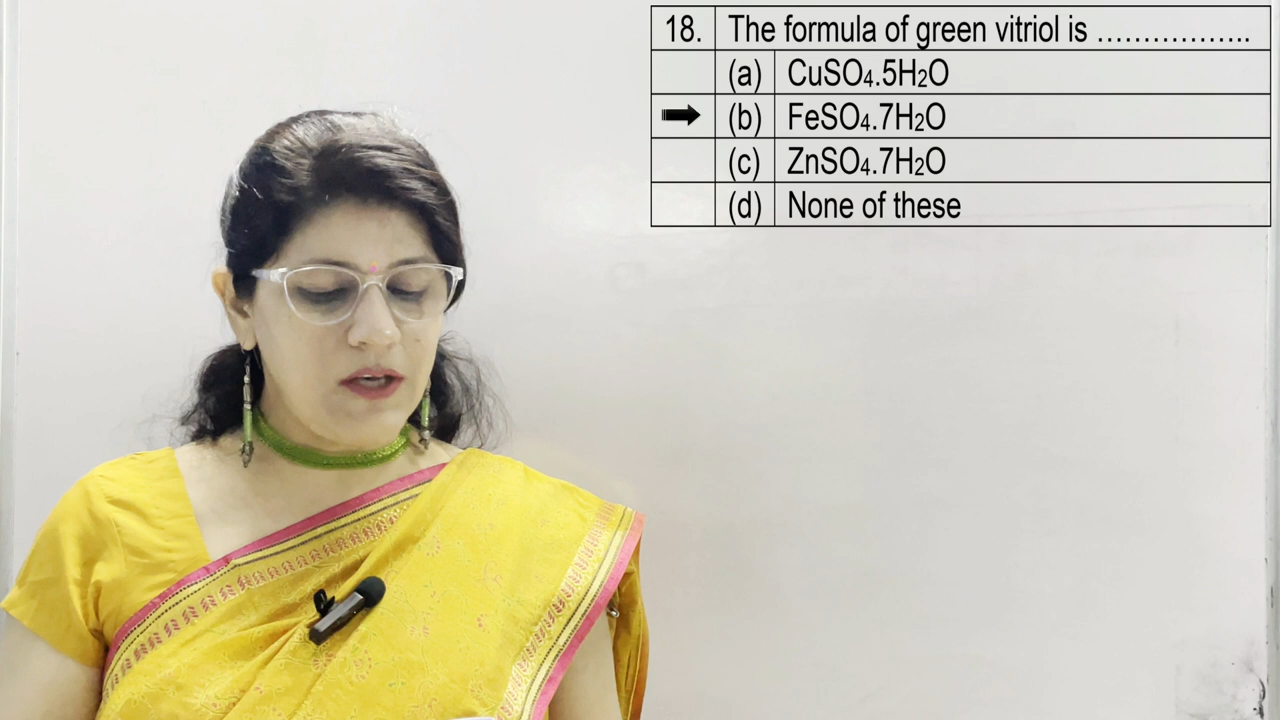 18. The formula of green vitriol is ……………..
(a) CuSO₄.5H₂O
(b) FeSO₄.7H₂O
(c) ZnSO₄.7H₂O
(d) None of these